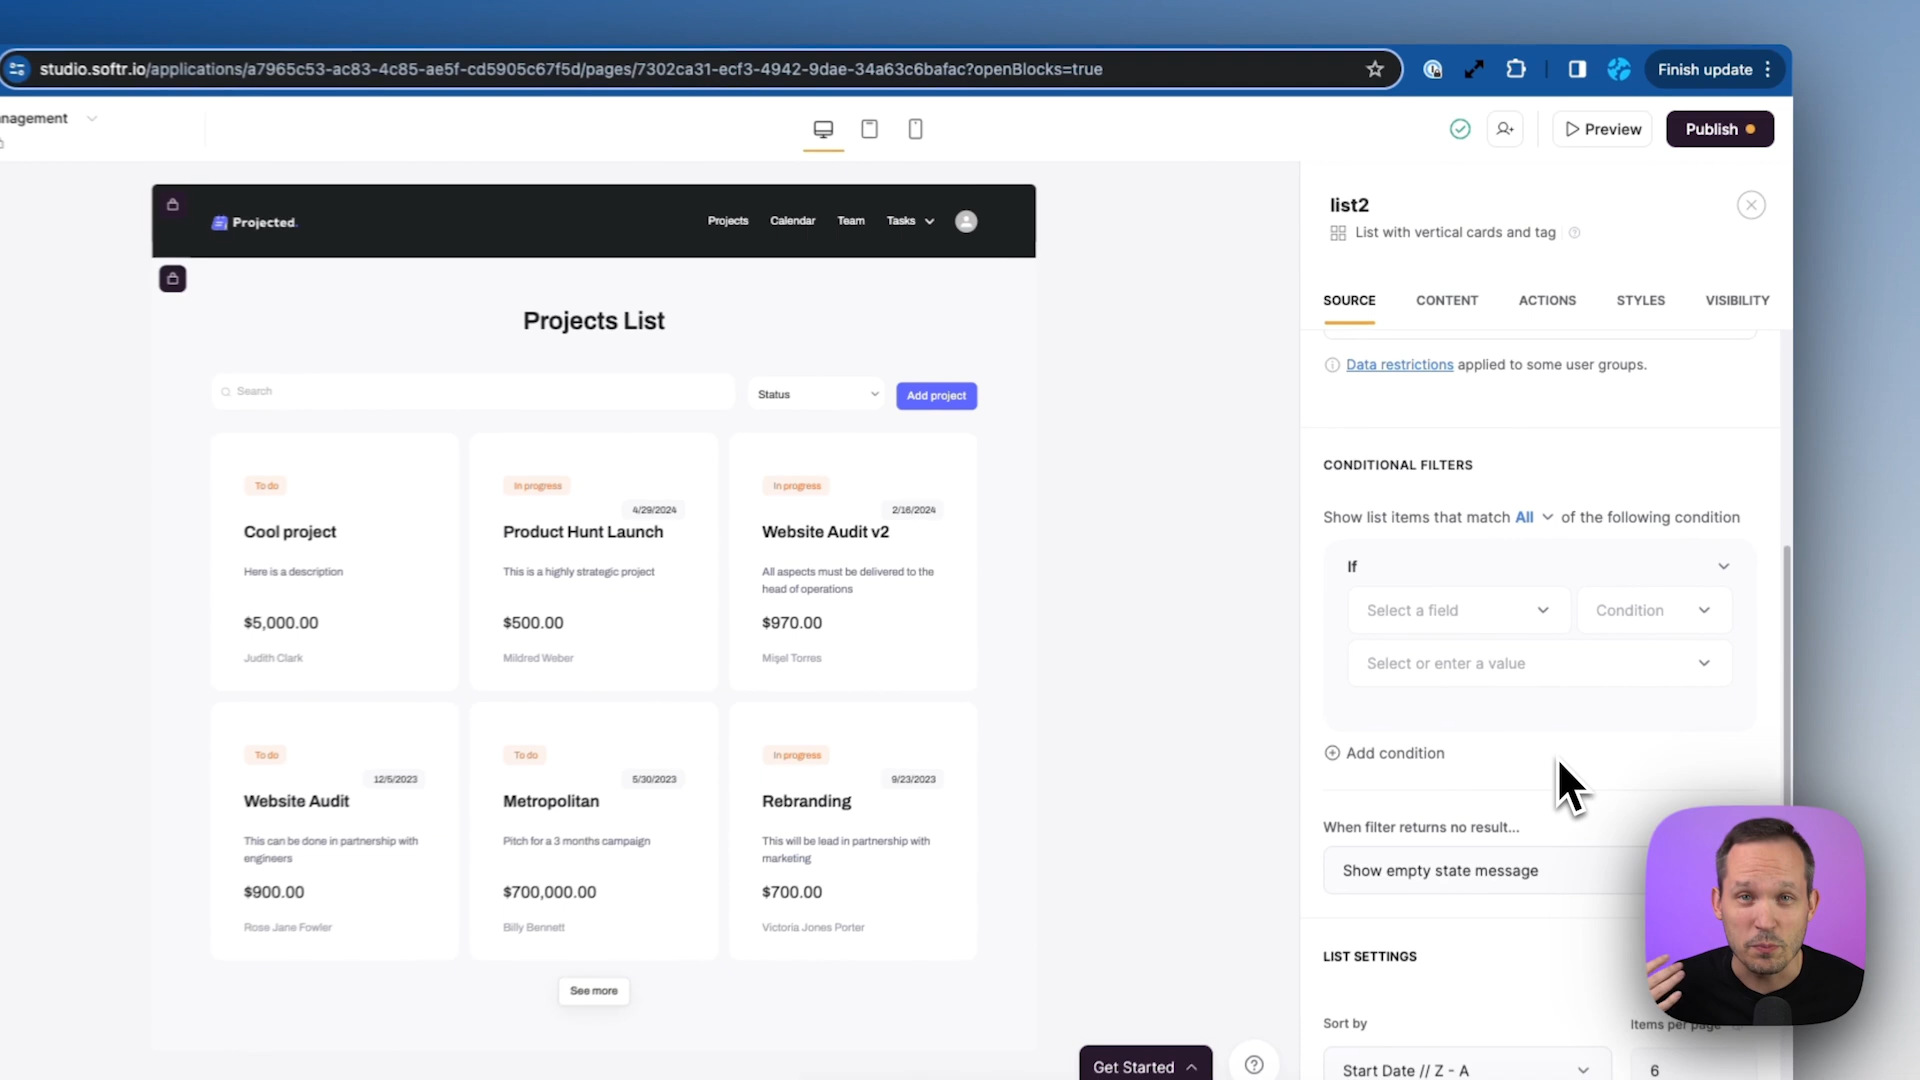 studio.softr.io/applications/a7965c53-ac83-4c85-ae5f-cd5905c67f5d/pages/7302ca31-ecf3-4942-9dae-34a63c6bafac?openBlocks=true
Finish update
nagement
Preview
Publish
Projected.
Projects
Calendar
Team
Tasks
Projects List
Search
Status
Add project
To do
Cool project
Here is a description
$5,000.00
Judith Clark
In progress
4/29/2024
Product Hunt Launch
This is a highly strategic project
$500.00
Mildred Weber
In progress
2/16/2024
Website Audit v2
All aspects must be delivered to the
head of operations
$970.00
Mişel Torres
To do
12/5/2023
Website Audit
This can be done in partnership with
engineers
$900.00
Rose Jane Fowler
To do
5/30/2023
Metropolitan
Pitch for a 3 months campaign
$700,000.00
Billy Bennett
In progress
9/23/2023
Rebranding
This will be lead in partnership with
marketing
$700.00
Victoria Jones Porter
See more
Get Started
list2
List with vertical cards and tag
SOURCE
CONTENT
ACTIONS
STYLES
VISIBILITY
Data restrictions applied to some user groups.
CONDITIONAL FILTERS
Show list items that match All of the following condition
If
Select a field
Condition
Select or enter a value
Add condition
When filter returns no result...
Show empty state message
LIST SETTINGS
Sort by
Items per page
Start Date // Z - A
6